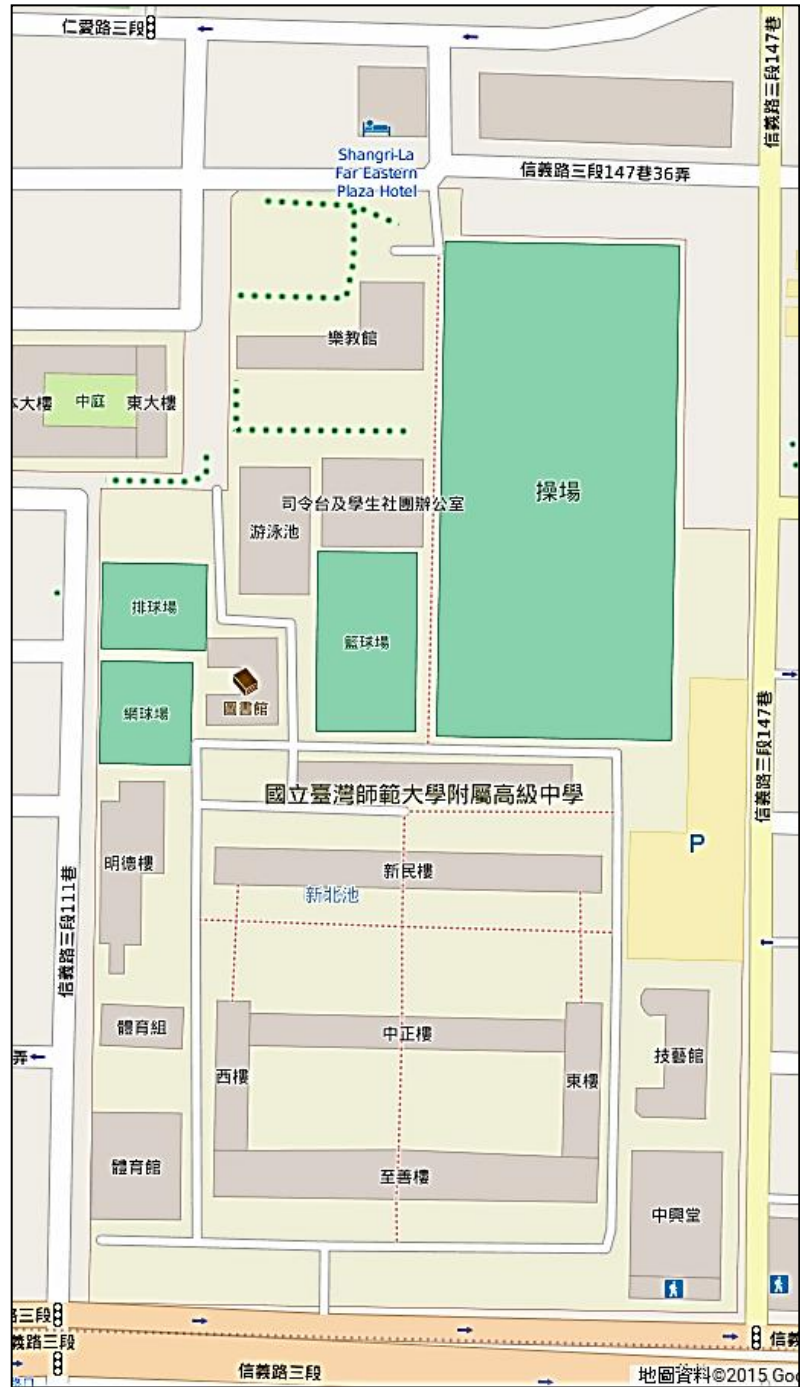 仁愛路三段
信義路三段147巷
Shangri-La
Far Eastern
Plaza Hotel
信義路三段147巷36弄
樂教館
大樓
中庭
東大樓
操場
司令台及學生社團辦公室
游泳池
排球場
籃球場
圖書館
網球場
信義路三段147巷
國立臺灣師範大學附屬高級中學
P
明德樓
新民樓
新北池
信義路三段111巷
體育組
中正樓
弄
技藝館
西樓
東樓
體育館
至善樓
中興堂
路三段
義路三段
信義
信義路三段
地圖資料©2015 Goo